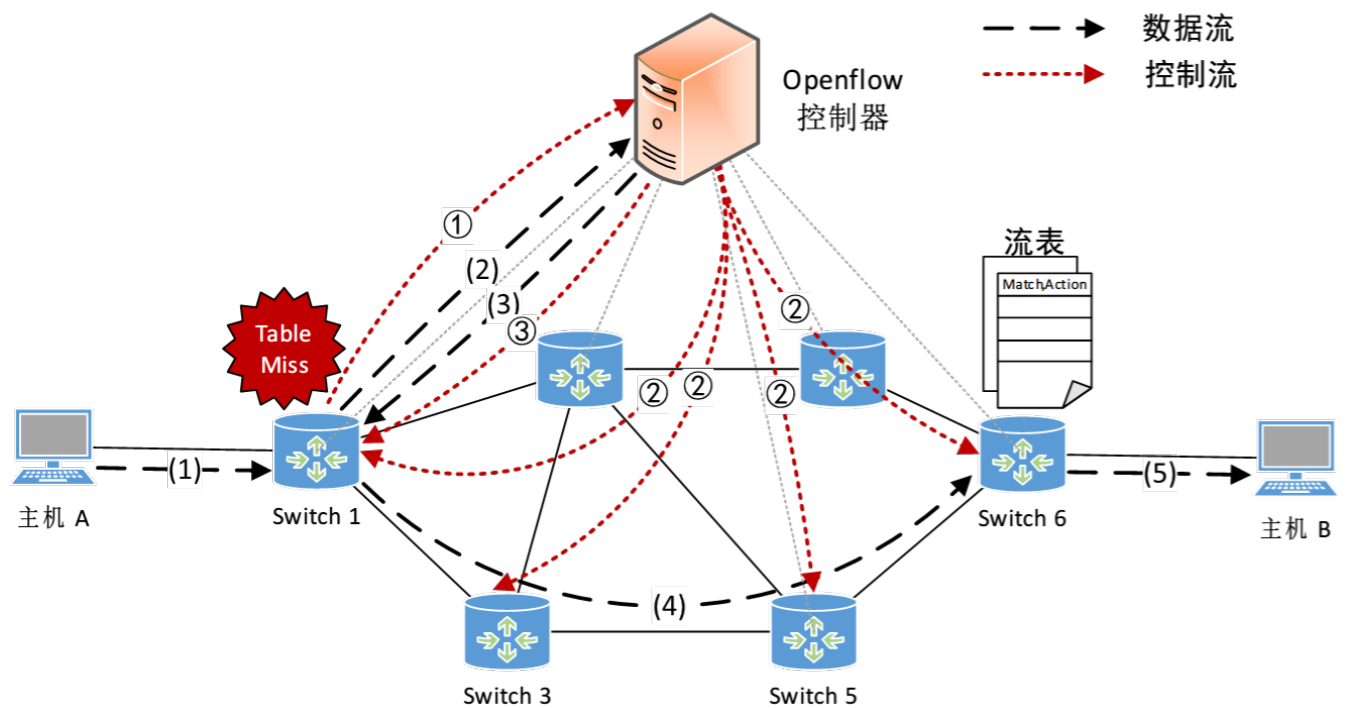 数据流
控制流
Openflow
控制器
①
(2)
(3)
③
流表
Match,Action
Table
Miss
②
②
②
②
(1)
主机 A
Switch 1
(4)
Switch 6
(5)
主机 B
Switch 3
Switch 5